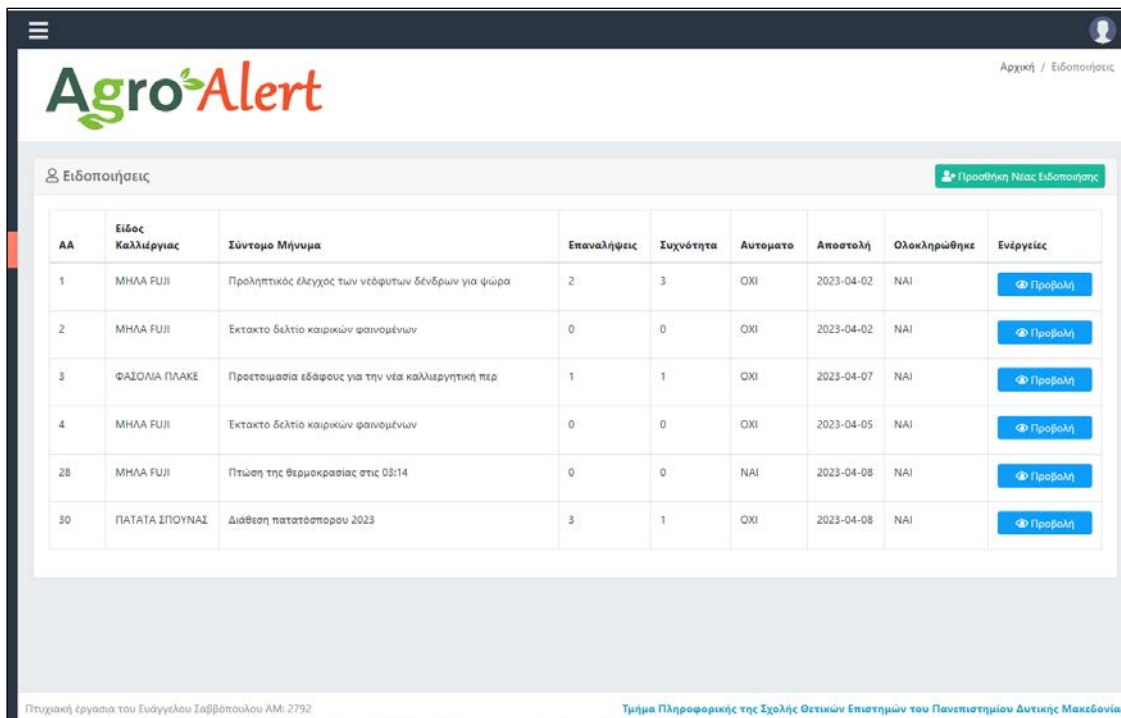 Agro Alert
Αρχική / Ειδοποιήσεις
Ειδοποιήσεις
Προσθήκη Νέας Ειδοποίησης
ΑΑ Είδος Καλλιέργιας Σύντομο Μήνυμα Επαναλήψεις Συχνότητα Αυτοματο Αποστολή Ολοκληρώθηκε Ενέργείες
1 ΜΗΛΑ FUJI Προληπτικός έλεγχος των νεόφυτων δένδρων για ψώρα 2 3 ΟΧΙ 2023-04-02 ΝΑΙ Προβολή
2 ΜΗΛΑ FUJI Έκτακτο δελτίο καιρικών φαινομένων 0 0 ΟΧΙ 2023-04-02 ΝΑΙ Προβολή
3 ΦΑΣΟΛΙΑ ΠΛΑΚΕ Προετοιμασία εδάφους για την νέα καλλιεργητική περ 1 1 ΟΧΙ 2023-04-07 ΝΑΙ Προβολή
4 ΜΗΛΑ FUJI Έκτακτο δελτίο καιρικών φαινομένων 0 0 ΟΧΙ 2023-04-05 ΝΑΙ Προβολή
28 ΜΗΛΑ FUJI Πτώση της θερμοκρασίας στις 03:14 0 0 ΝΑΙ 2023-04-08 ΝΑΙ Προβολή
30 ΠΑΤΑΤΑ ΣΠΟΥΝΑΣ Διάθεση πατατόσπορου 2023 3 1 ΟΧΙ 2023-04-08 ΝΑΙ Προβολή
Πτυχιακή έργασια του Ευάγγελου Σαββόπουλου ΑΜ: 2792
Τμήμα Πληροφορικής της Σχολής Θετικών Επιστημών του Πανεπιστημίου Δυτικής Μακεδονία